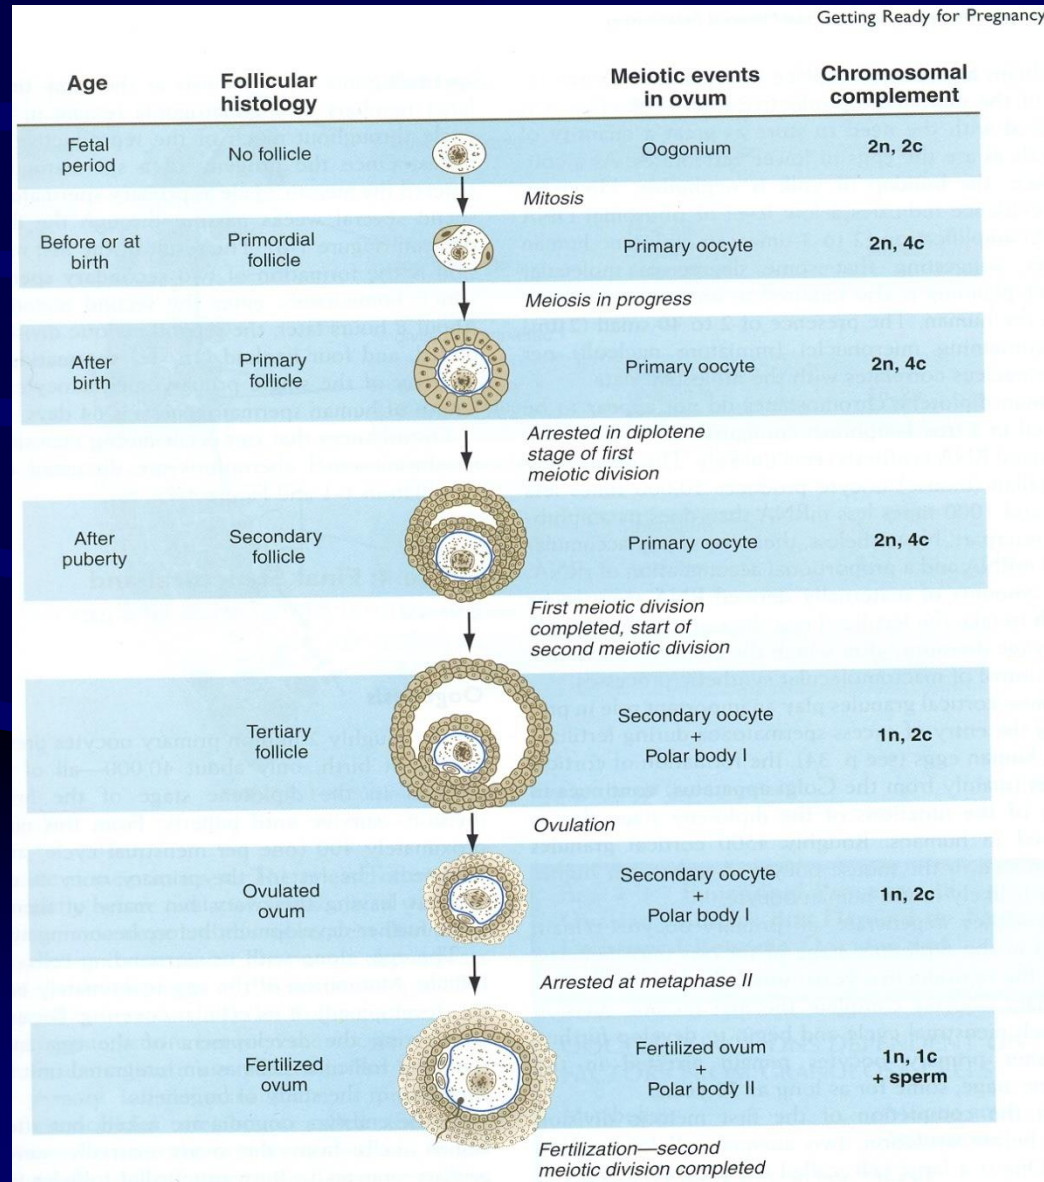 Getting Ready for Pregnancy
Age
Follicular
histology
Meiotic events
in ovum
Chromosomal
complement
Fetal
period
No follicle
Oogonium
2n, 2c
Mitosis
Before or at
birth
Primordial
follicle
Primary oocyte
2n, 4c
Meiosis in progress
After
birth
Primary
follicle
Primary oocyte
2n, 4c
Arrested in diplotene
stage of first
meiotic division
After
puberty
Secondary
follicle
Primary oocyte
2n, 4c
First meiotic division
completed, start of
second meiotic division
Tertiary
follicle
Secondary oocyte
+
Polar body I
1n, 2c
Ovulation
Ovulated
ovum
Secondary oocyte
+
Polar body I
1n, 2c
Arrested at metaphase II
Fertilized
ovum
Fertilized ovum
+
Polar body II
1n, 1c
+ sperm
Fertilization—second
meiotic division completed